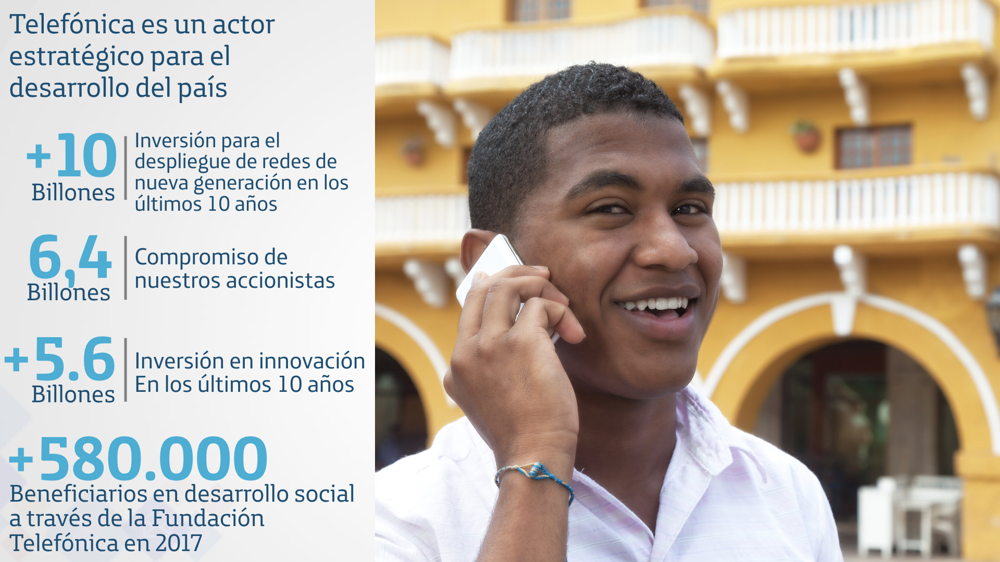 Telefónica es un actor
estratégico para el
desarrollo del país
+10
Billones
Inversión para el
despliegue de redes de
nueva generación en los
últimos 10 años
6,4
Billones
Compromiso de
nuestros accionistas
+5.6
Billones
Inversión en innovación
En los últimos 10 años
+580.000
Beneficiarios en desarrollo social
a través de la Fundación
Telefónica en 2017